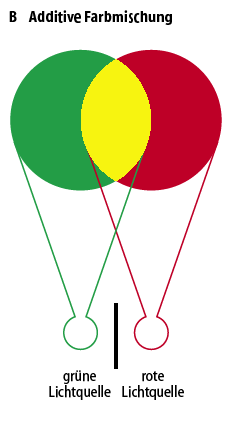 B Additive Farbmischung
grüne rote
Lichtquelle Lichtquelle